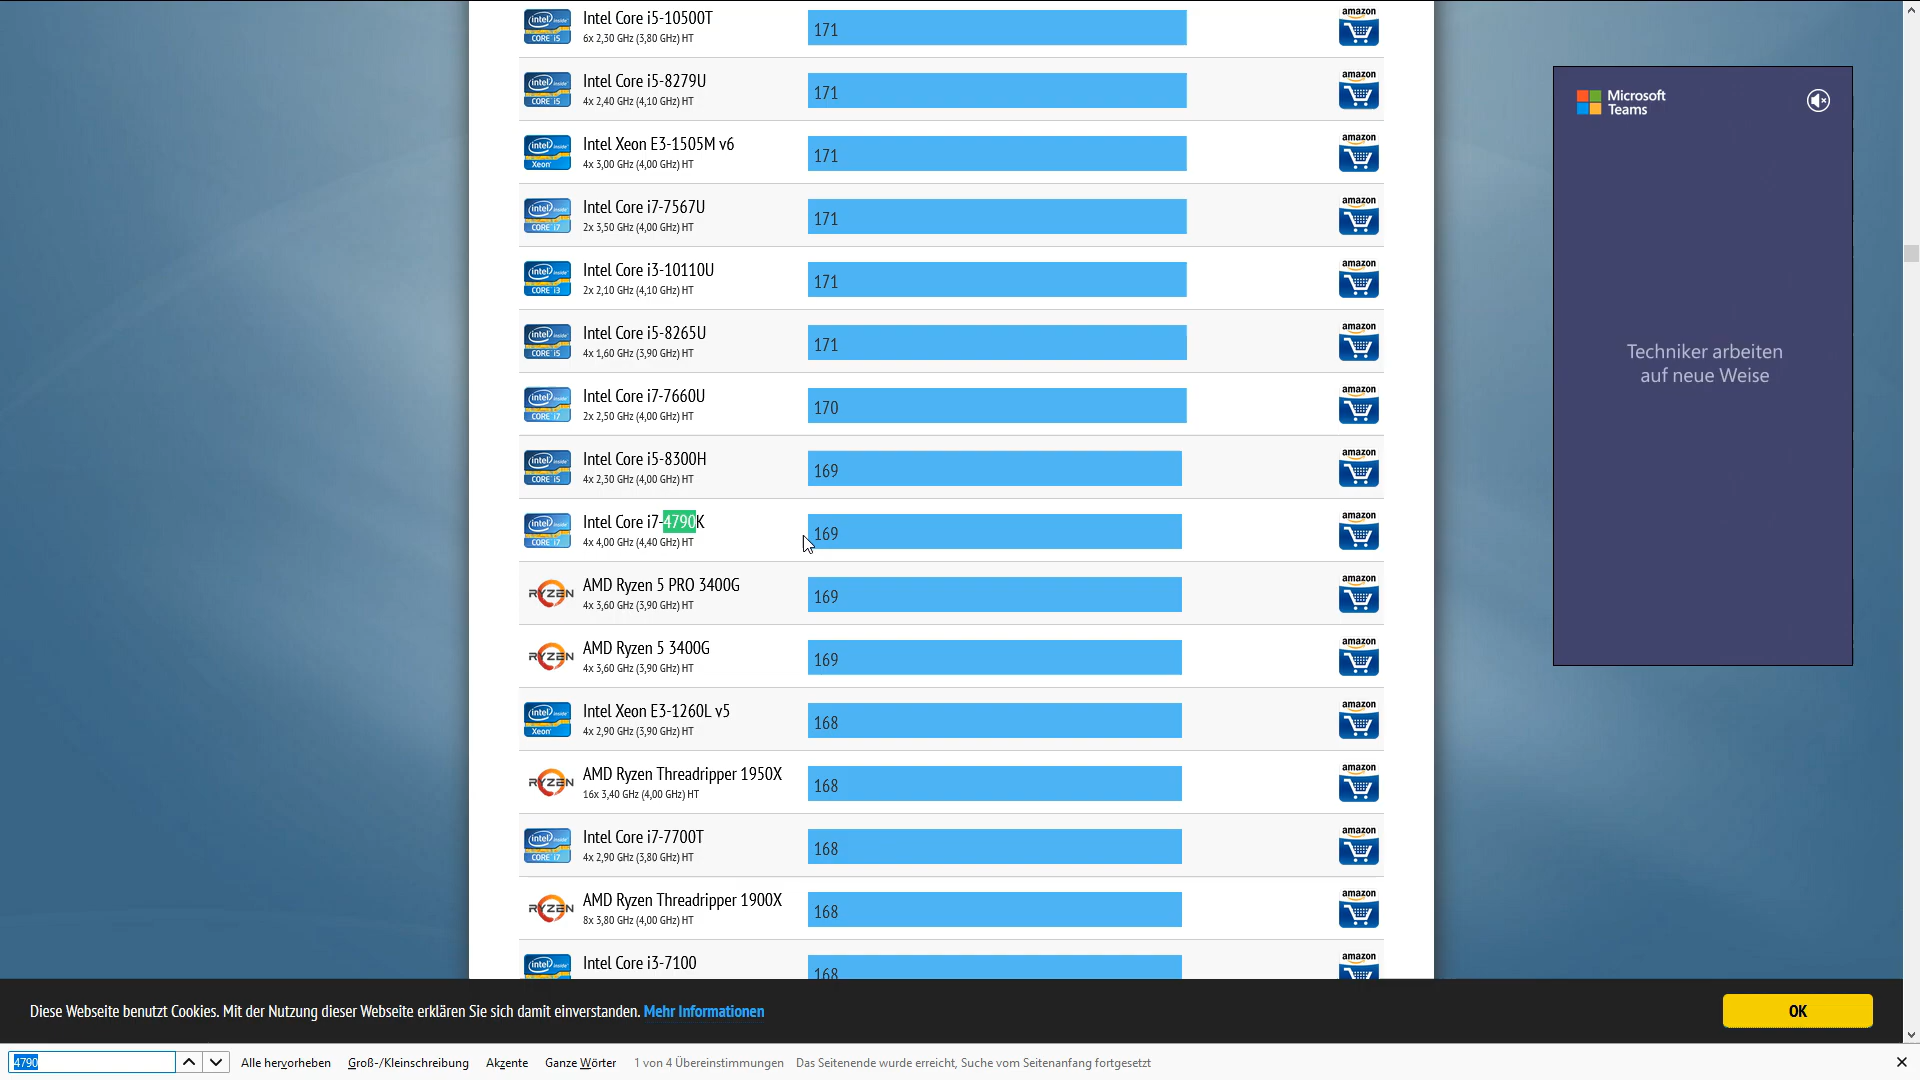 Intel Core i5-10500T
6x 2,30 GHz (3,80 GHz) HT
171
amazon
Intel Core i5-8279U
4x 2,40 GHz (4,10 GHz) HT
171
amazon
Intel Xeon E3-1505M v6
4x 3,00 GHz (4,00 GHz) HT
171
amazon
Intel Core i7-7567U
2x 3,50 GHz (4,00 GHz) HT
171
amazon
Intel Core i3-10110U
2x 2,10 GHz (4,10 GHz) HT
171
amazon
Intel Core i5-8265U
4x 1,60 GHz (3,90 GHz) HT
171
amazon
Intel Core i7-7660U
2x 2,50 GHz (4,00 GHz) HT
170
amazon
Intel Core i5-8300H
4x 2,30 GHz (4,00 GHz) HT
169
amazon
Intel Core i7-4790K
4x 4,00 GHz (4,40 GHz) HT
169
amazon
RYZEN
AMD Ryzen 5 PRO 3400G
4x 3,60 GHz (3,90 GHz) HT
169
amazon
RYZEN
AMD Ryzen 5 3400G
4x 3,60 GHz (3,90 GHz) HT
169
amazon
Intel Xeon E3-1260L v5
4x 2,90 GHz (3,90 GHz) HT
168
amazon
RYZEN
AMD Ryzen Threadripper 1950X
16x 3,40 GHz (4,00 GHz) HT
168
amazon
Intel Core i7-7700T
4x 2,90 GHz (3,80 GHz) HT
168
amazon
RYZEN
AMD Ryzen Threadripper 1900X
8x 3,80 GHz (4,00 GHz) HT
168
amazon
Intel Core i3-7100
168
amazon
Microsoft
Teams
Techniker arbeiten
auf neue Weise
Diese Webseite benutzt Cookies. Mit der Nutzung dieser Webseite erklären Sie sich damit einverstanden. Mehr Informationen
OK
4790
Alle hervorheben
Groß-/Kleinschreibung
Akzente
Ganze Wörter
1 von 4 Übereinstimmungen
Das Seitenende wurde erreicht, Suche vom Seitenanfang fortgesetzt